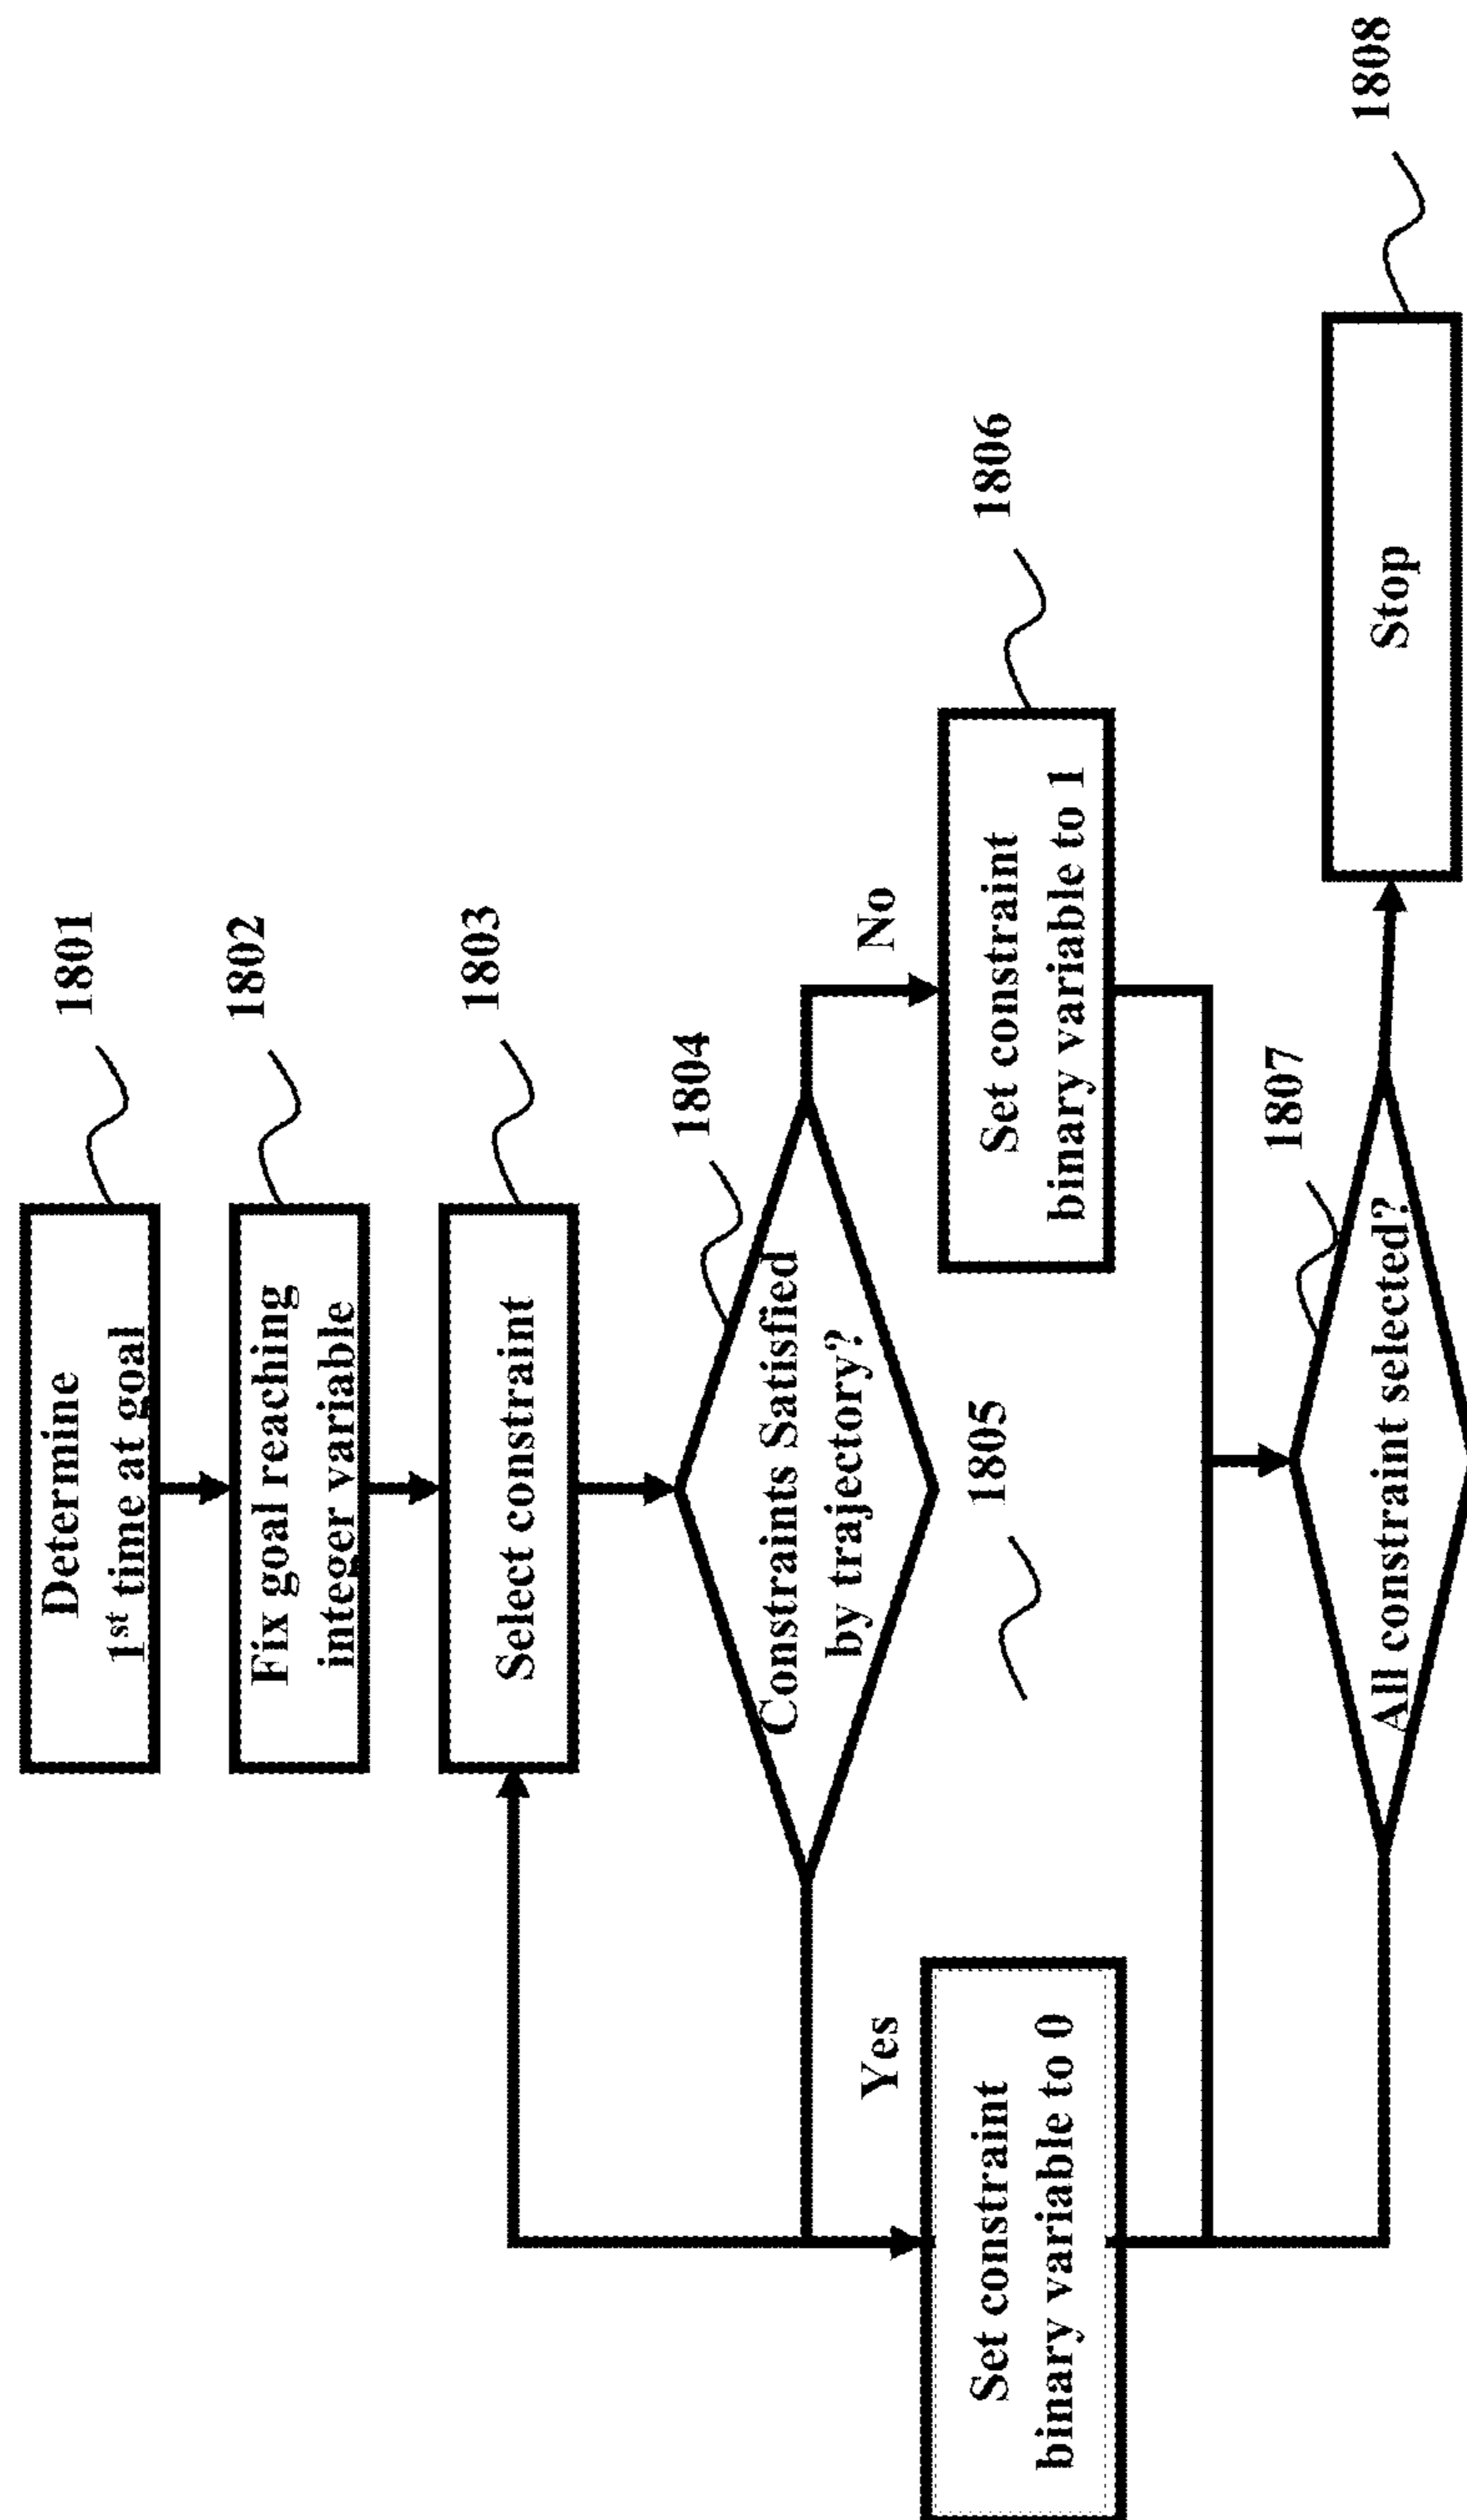 1801
Determine
1st time at goal
1802
Fix goal reaching
integer variable
1803
Select constraint
1804
Constraints Satisfied
by trajectory?
Yes
No
1805
Set constraint
binary variable to 0
1806
Set constraint
binary variable to 1
1807
All constraint selected?
1808
Stop